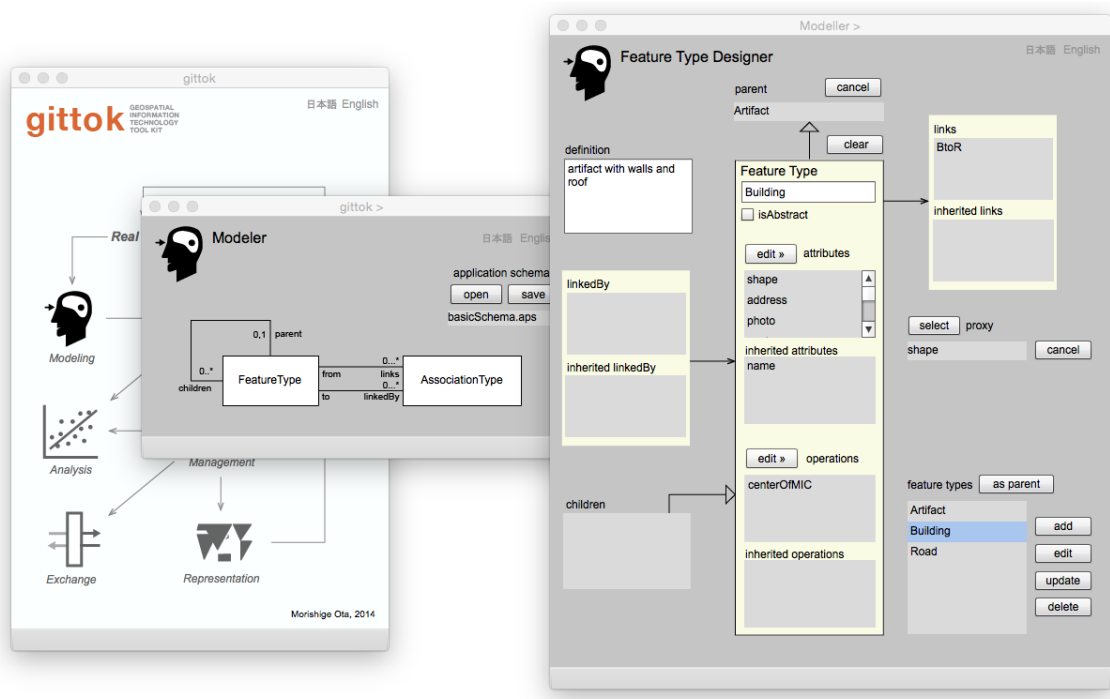 gittok
gittok
GEOSPATIAL
INFORMATION
TECHNOLOGY
TOOL KIT
日本語 English
Real
Modeling
Analysis
Management
Exchange
Representation
Morishige Ota, 2014
gittok >
Modeler
日本語 Englis
application schema
open save
basicSchema.aps
0,1 parent
0..*
children
FeatureType
from
to
0...*
links
0...*
linkedBy
AssociationType
Modeller >
Feature Type Designer
日本語 English
parent cancel
Artifact
clear
definition
artifact with walls and
roof
Feature Type
Building
isAbstract
edit » attributes
shape
address
photo
inherited attributes
name
edit » operations
centerOfMIC
inherited operations
linkedBy
inherited linkedBy
children
links
BtoR
inherited links
select proxy
shape cancel
feature types as parent
Artifact
Building
Road
add
edit
update
delete